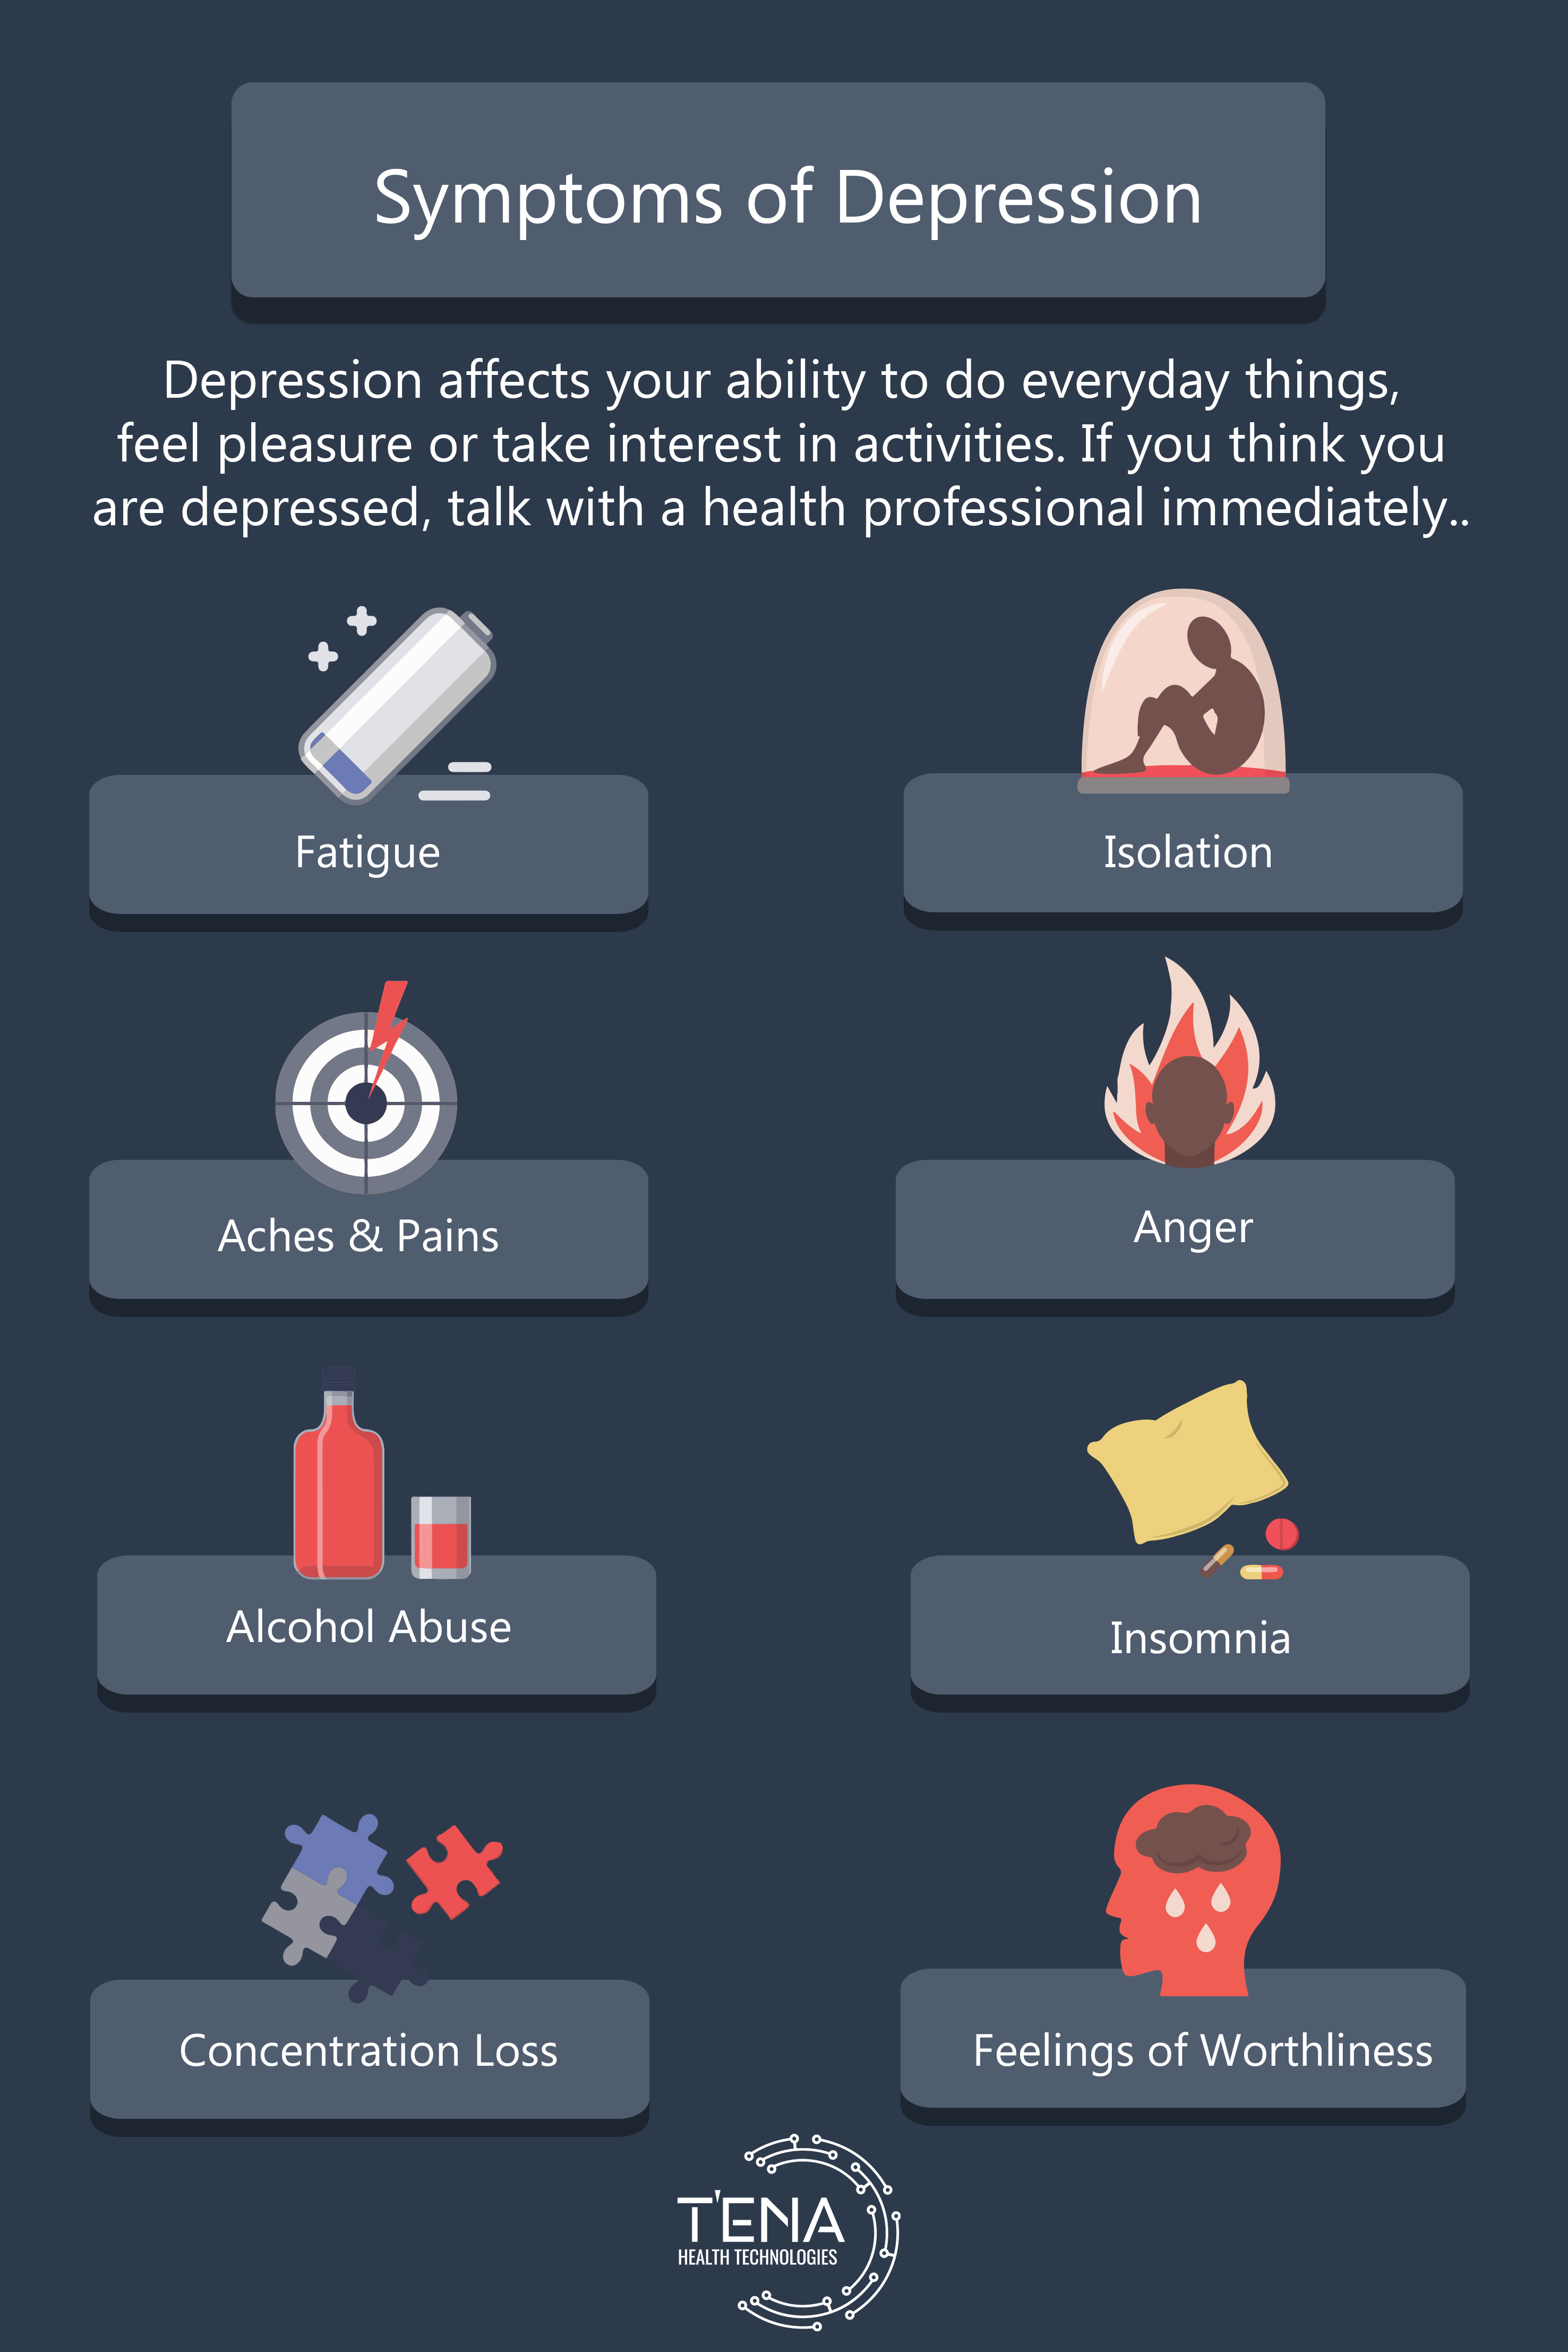 Symptoms of Depression
Depression affects your ability to do everyday things,
feel pleasure or take interest in activities. If you think you
are depressed, talk with a health professional immediately..
Fatigue
Isolation
Aches & Pains
Anger
Alcohol Abuse
Insomnia
Concentration Loss
Feelings of Worthliness
T'ENA
HEALTH TECHNOLOGIES